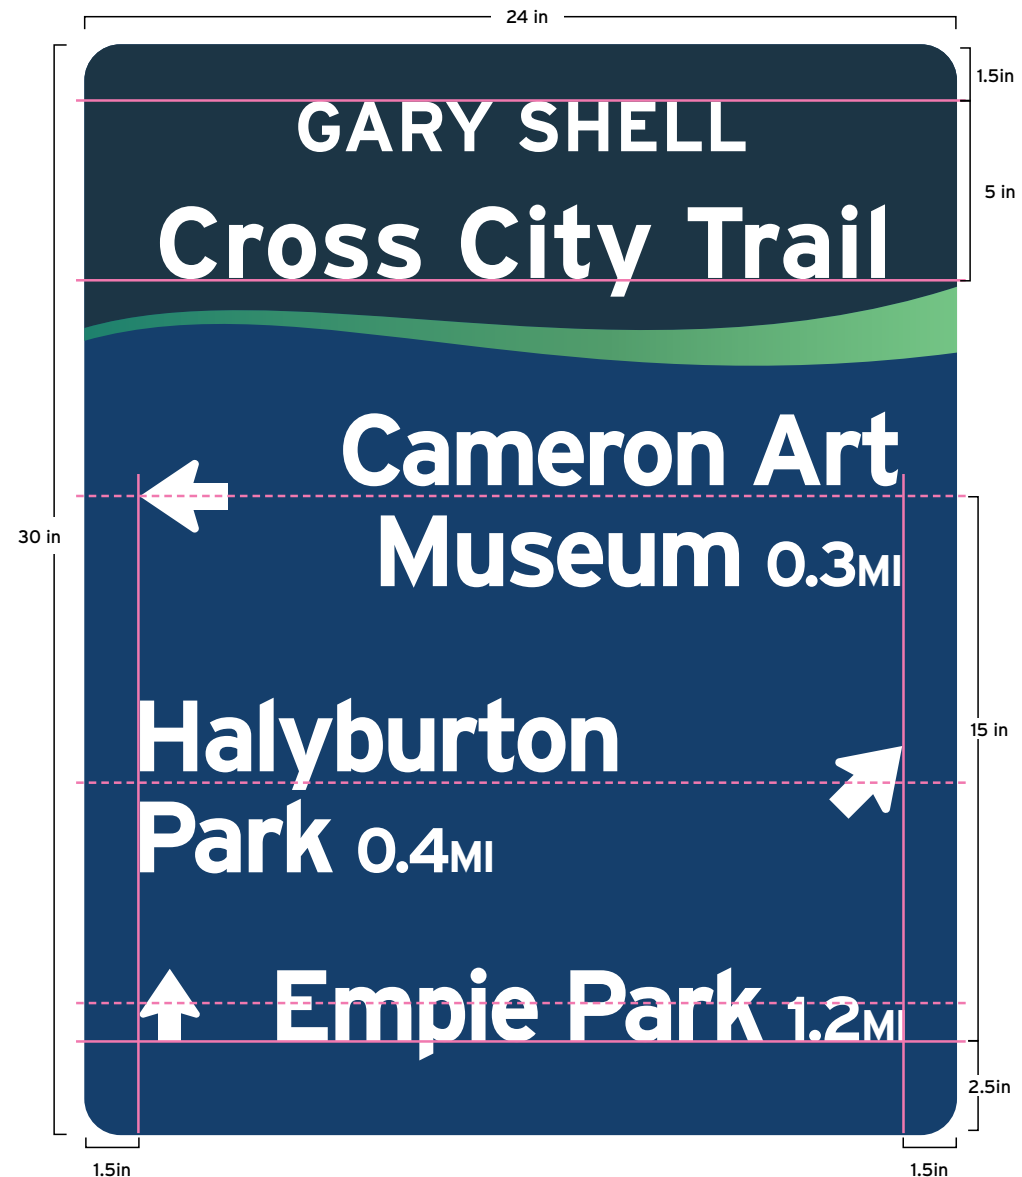 24 in
1.5in
GARY SHELL
5 in
Cross City Trail
Cameron Art
30 in
Museum 0.3MI
Halyburton
15 in
Park 0.4MI
Empie Park 1.2MI
2.5in
1.5in
1.5in